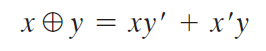 x ⊕ y = xy′ + x′y